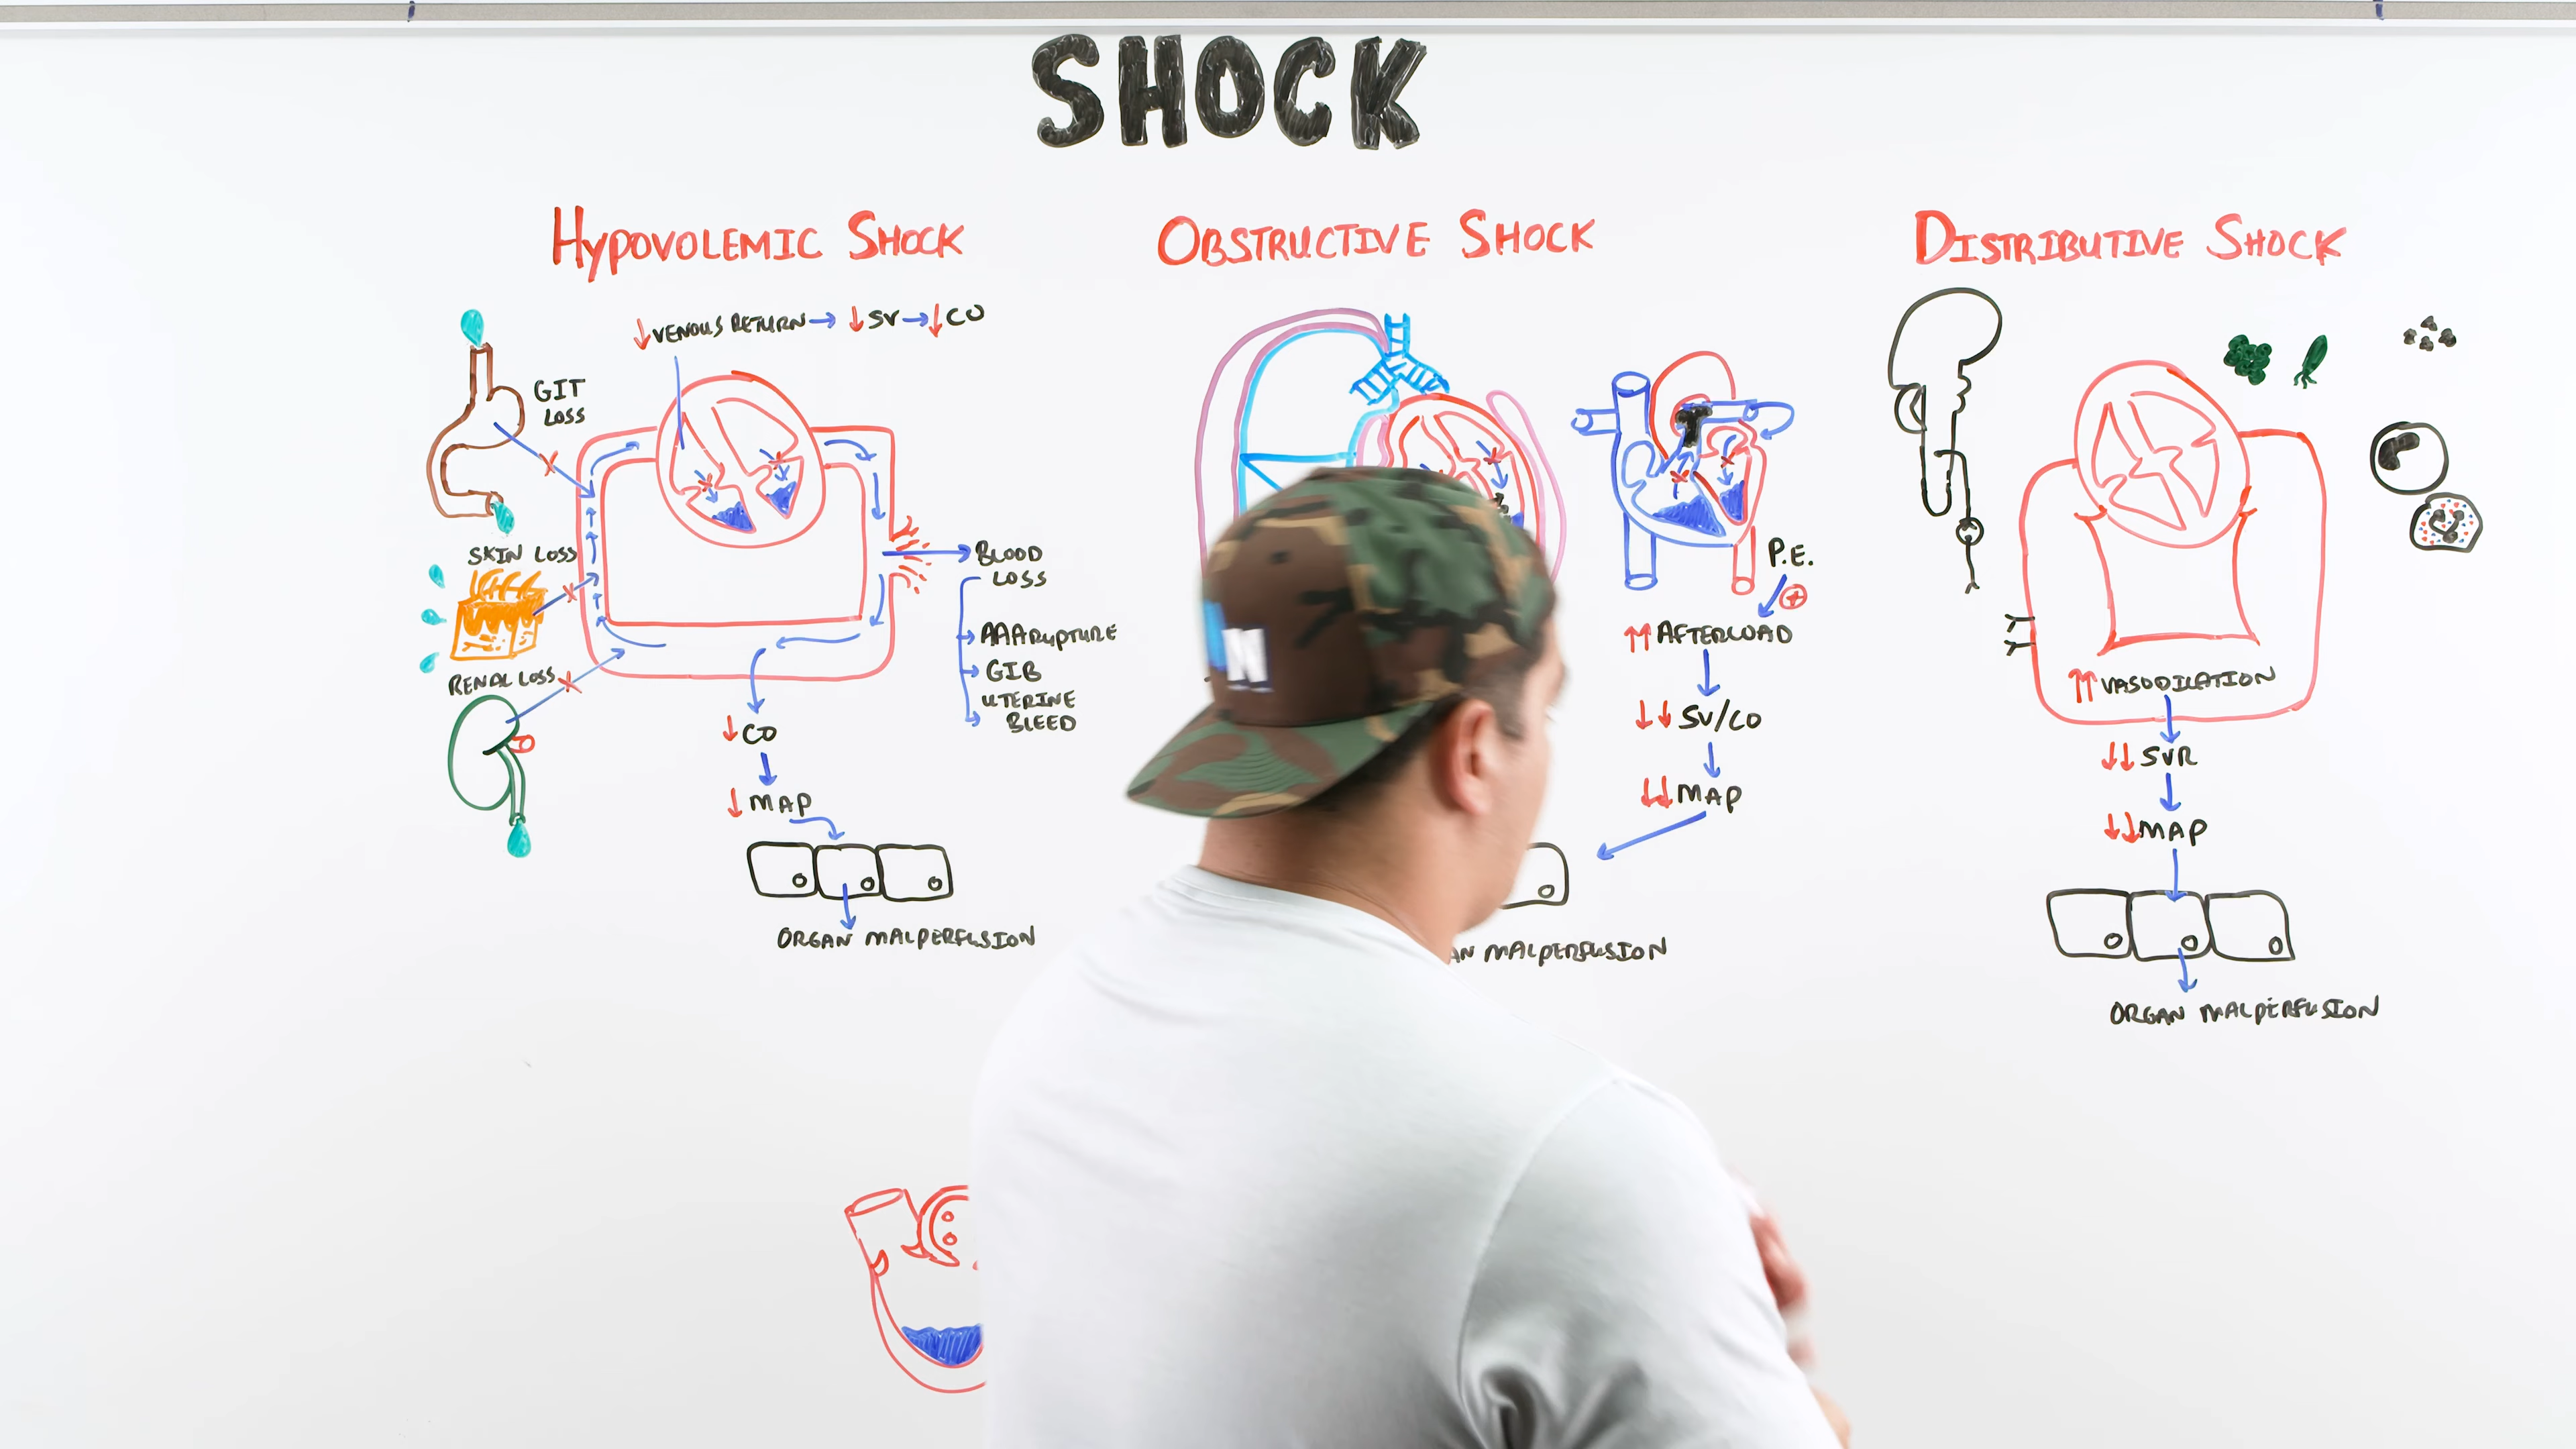 SHOCK
HYPOVOLEMIC SHOCK
OBSTRUCTIVE SHOCK
DISTRIBUTIVE SHOCK
↓VENOUS RETURN→ ↓SV→↓CO
GIT
LOSS
SKIN LOSS
RENAL LOSS
BLOOD
LOSS
AAA RUPTURE
GIB
UTERINE
BLEED
↓CO
↓MAP
ORGAN MALPERFUSION
N
P.E.
↑↑AFTERLOAD
↓↓SV/CO
↓↓MAP
AN MALPERFUSION
↑↑VASODILATION
↓↓SVR
↓↓MAP
ORGAN MALPERFUSION